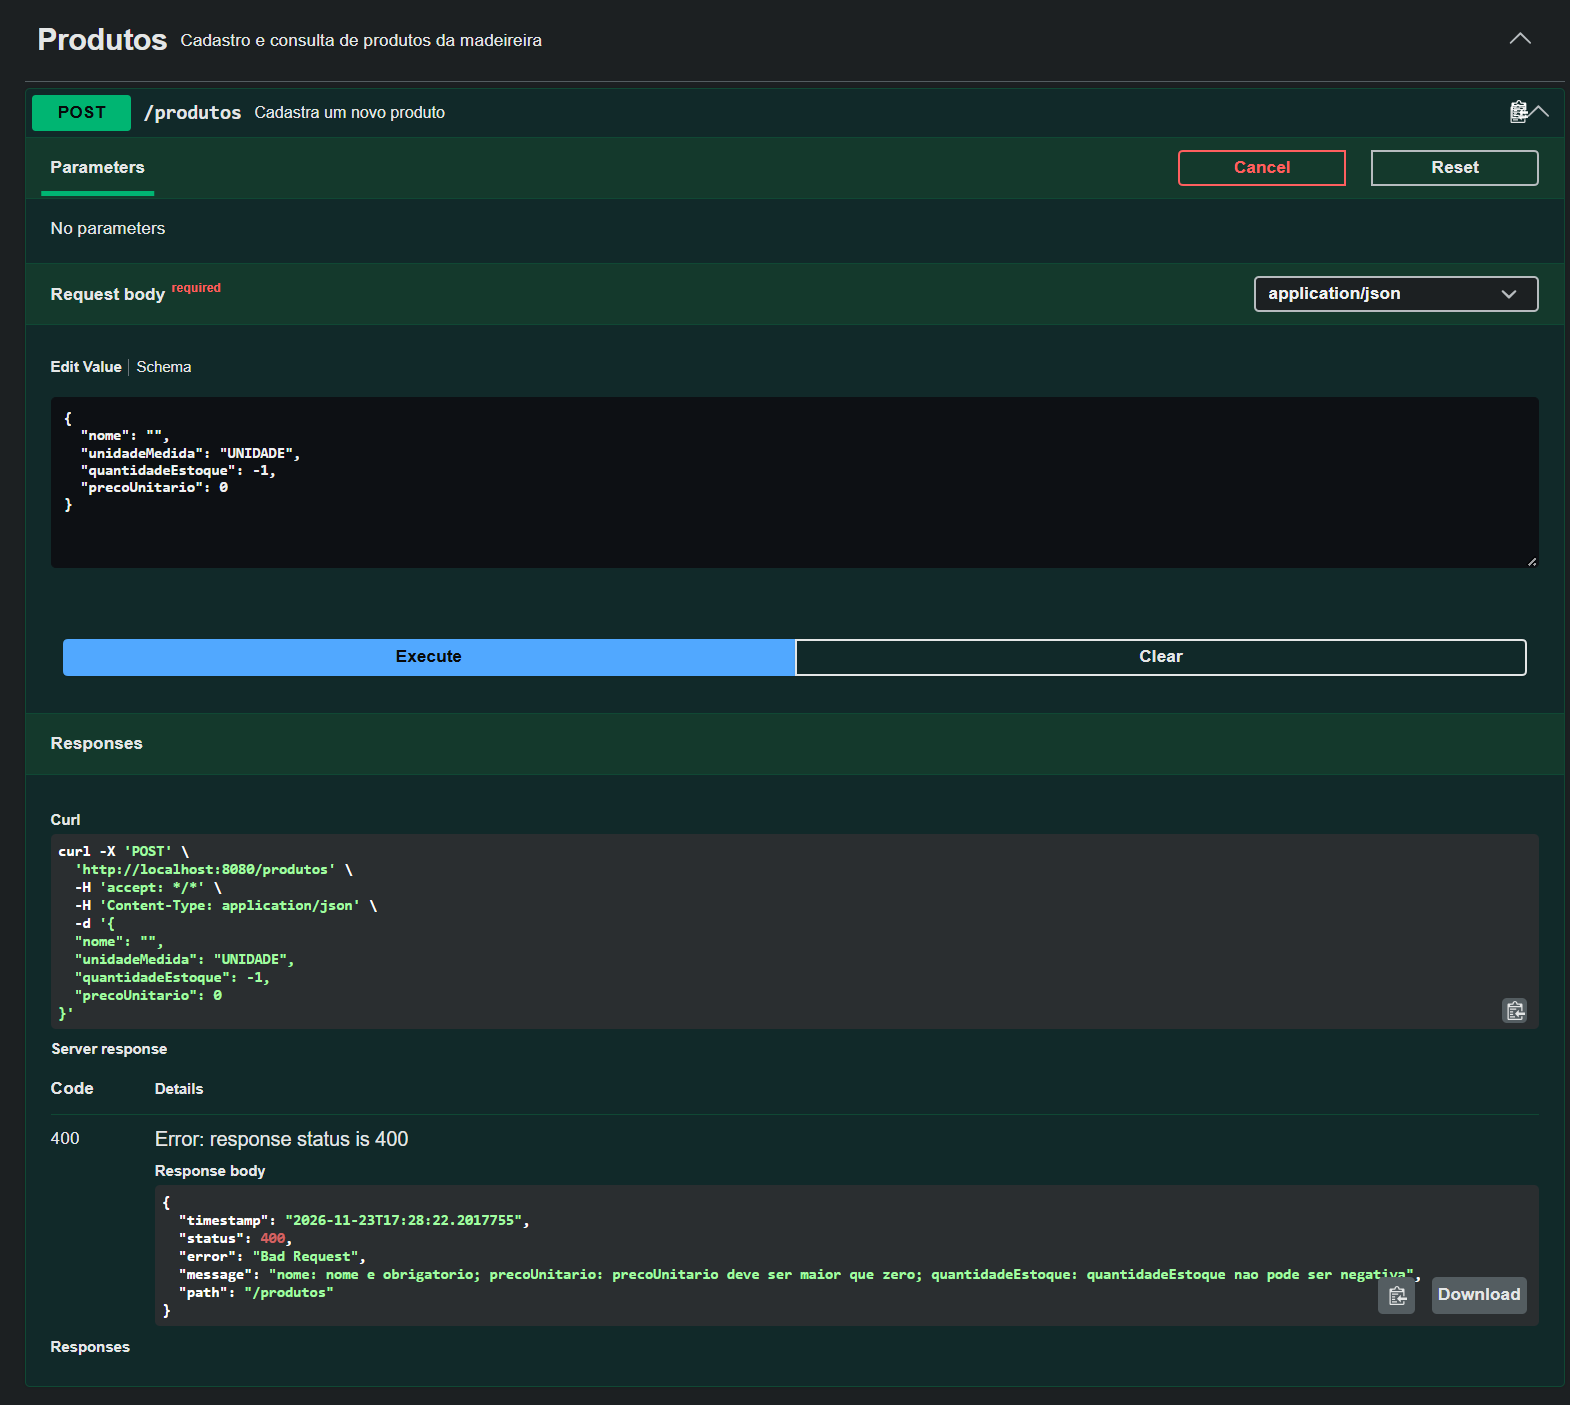 Produtos Cadastro e consulta de produtos da madeireira
POST /produtos Cadastra um novo produto
Parameters Cancel Reset
No parameters
Request body required application/json
Edit Value Schema
{
  "nome": "",
  "unidadeMedida": "UNIDADE",
  "quantidadeEstoque": -1,
  "precoUnitario": 0
}
Execute Clear
Responses
Curl
curl -X 'POST' \
  'http://localhost:8080/produtos' \
  -H 'accept: */*' \
  -H 'Content-Type: application/json' \
  -d '{
  "nome": "",
  "unidadeMedida": "UNIDADE",
  "quantidadeEstoque": -1,
  "precoUnitario": 0
}'
Server response
Code Details
400 Error: response status is 400
Response body
{
  "timestamp": "2026-11-23T17:28:22.2017755",
  "status": 400,
  "error": "Bad Request",
  "message": "nome: nome e obrigatorio; precoUnitario: precoUnitario deve ser maior que zero; quantidadeEstoque: quantidadeEstoque nao pode ser negativa",
  "path": "/produtos"
}
Download
Responses